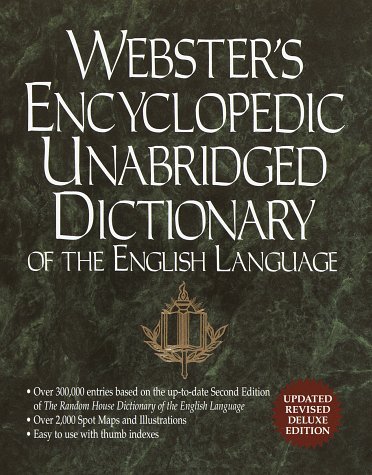 WEBSTER'S
ENCYCLOPEDIC
UNABRIDGED
DICTIONARY
OF THE ENGLISH LANGUAGE
• Over 300,000 entries based on the up-to-date Second Edition
of The Random House Dictionary of the English Language
• Over 2,000 Spot Maps and Illustrations
• Easy to use with thumb indexes
UPDATED
REVISED
DELUXE
EDITION